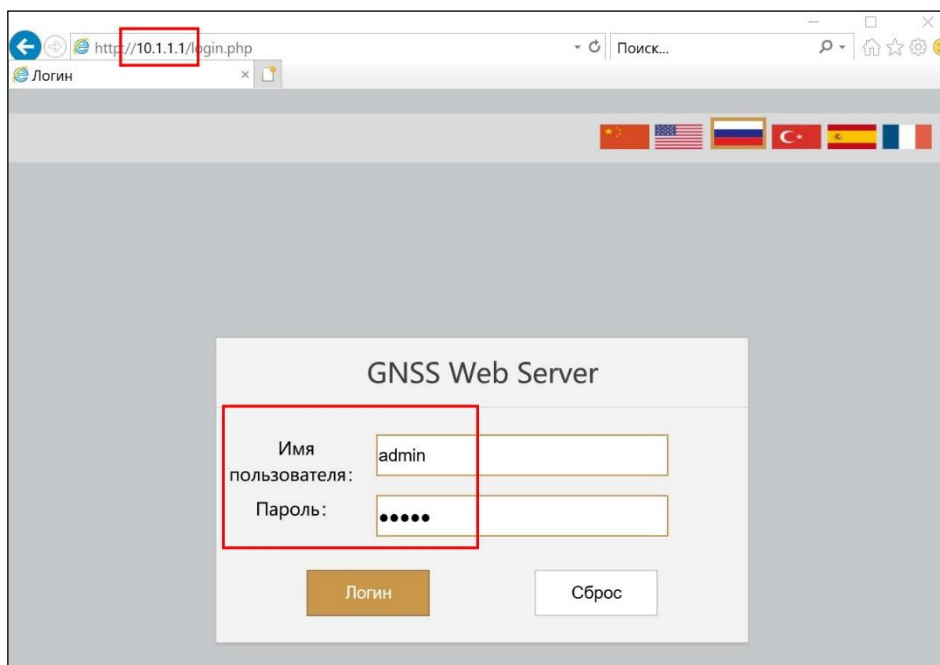 http://10.1.1.1/login.php
Поиск...
Логин
GNSS Web Server
Имя
пользователя:
admin
Пароль:
•••••
Логин
Сброс